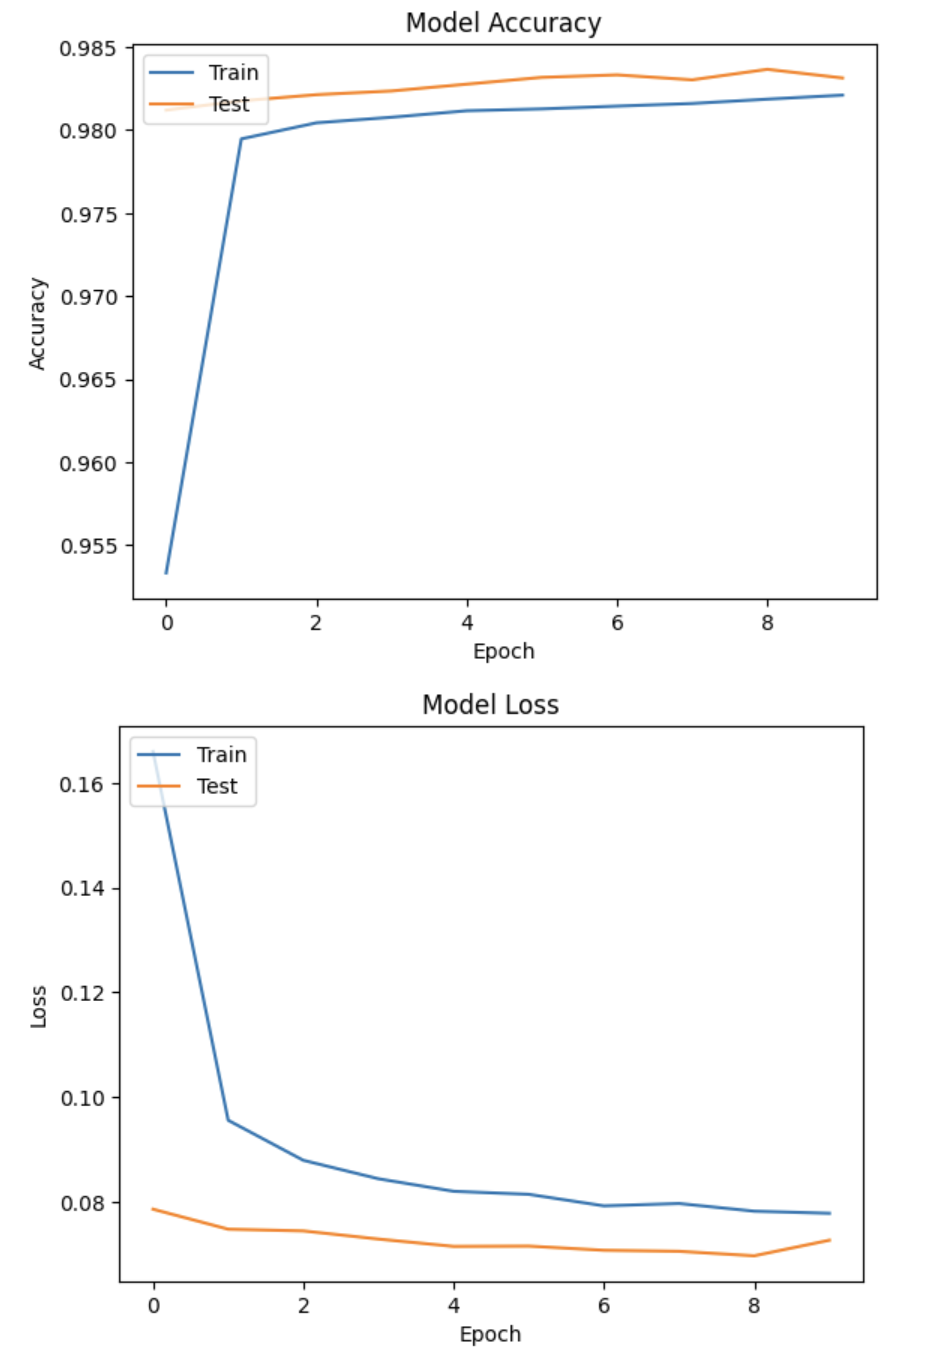 Model Accuracy
0.985
Train
Test
0.980
0.975
0.970
Accuracy
0.965
0.960
0.955
0 2 4 6 8
Epoch
Model Loss
Train
0.16
Test
0.14
0.12
Loss
0.10
0.08
0 2 4 6 8
Epoch